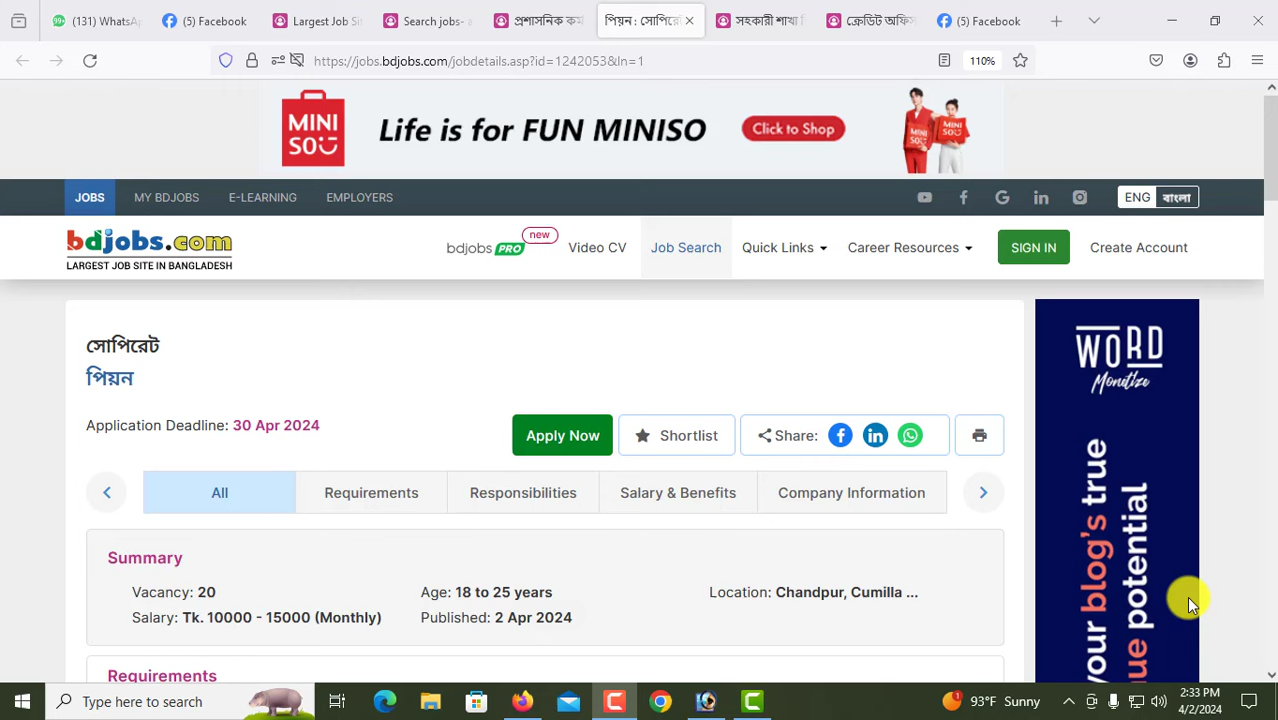 (131) WhatsA
(5) Facebook
Largest Job Sit
Search jobs- a
প্রশাসনিক কর্ম
পিয়ন : সোপিরে
সহকারী শাখা
ক্রেডিট অফিস
(5) Facebook
https://jobs.bdjobs.com/jobdetails.asp?id=1242053&ln=1
110%
MINI
SO
Life is for FUN MINISO
Click to Shop
JOBS
MY BDJOBS
E-LEARNING
EMPLOYERS
ENG
বাংলা
bdjobs.com
LARGEST JOB SITE IN BANGLADESH
bdjobs PRO
new
Video CV
Job Search
Quick Links
Career Resources
SIGN IN
Create Account
সোপিরেট
পিয়ন
Application Deadline: 30 Apr 2024
Apply Now
Shortlist
Share:
All
Requirements
Responsibilities
Salary & Benefits
Company Information
Summary
Vacancy: 20
Age: 18 to 25 years
Location: Chandpur, Cumilla ...
Salary: Tk. 10000 - 15000 (Monthly)
Published: 2 Apr 2024
Requirements
WORD
Monetize
your blog's true
true potential
Type here to search
1
93°F Sunny
2:33 PM
4/2/2024